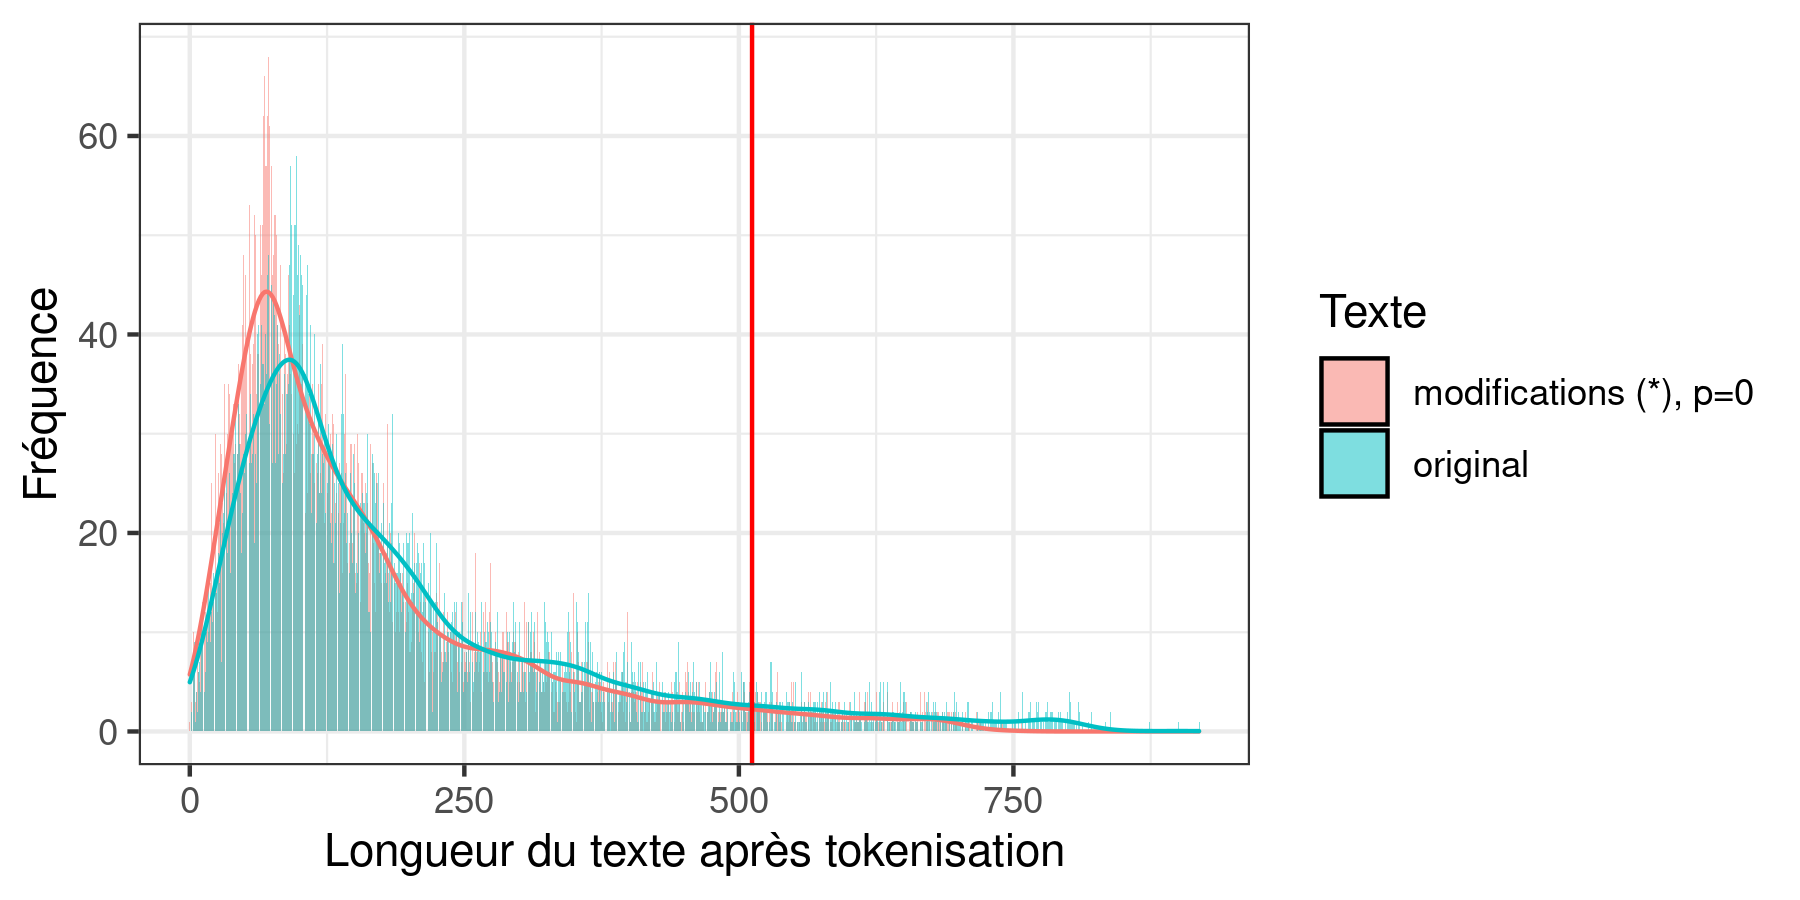 60
40
20
0
0 250 500 750
Fréquence
Longueur du texte après tokenisation
Texte
modifications (*), p=0
original